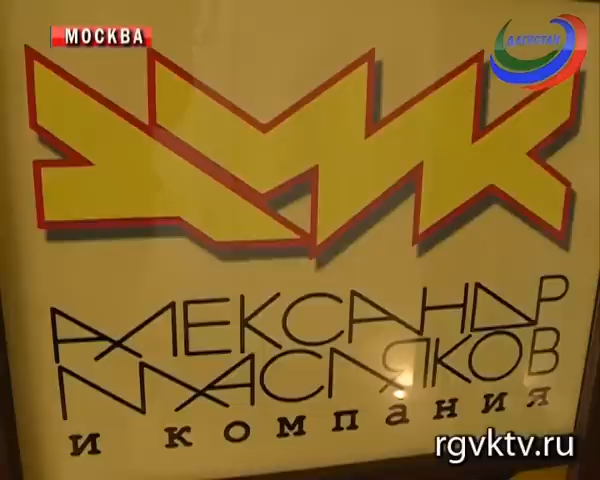 МОСКВА
ДАГЕСТАН
АМИК
АЛЕКСАНДР
МАСЛЯКОВ
и компания
rgvktv.ru